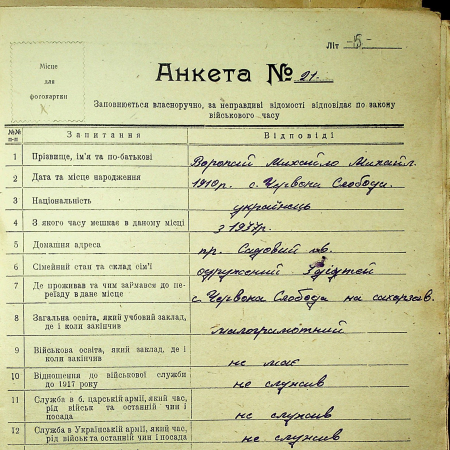 Літ -Б-
Місце
для
фотокартки
Анкета № 21.
Заповнюється власноручно, за неправдиві відомості відповідає по закону
військового часу
№№
п-п
Запитання
Відповіді
1 Прізвище, ім'я та по-батькові
Михайло Михайл.
2 Дата та місце народження
1910р. с. Червона Слобода.
3 Національність
українець
4 З якого часу мешкає в даному місці
з
5 Домашня адреса
пр. Садовий
6 Сімейний стан та склад сім'ї
одружений дітей
7 Де проживав та чим займався до пе-
реїзду в дане місце
с. Червона Слобода на сахарзав.
8 Загальна освіта, який учбовий заклад,
де і коли закінчив
малограмотний
9 Військова освіта, який заклад, де і
коли закінчив
не має
10 Відношення до військової служби
до 1917 року
не служив
11 Служба в б. царській армії, який час,
рід військ та останній чин і
посада
не служив
12 Служба в Українській армії, який час,
рід військ та останній чин і посада
не служив